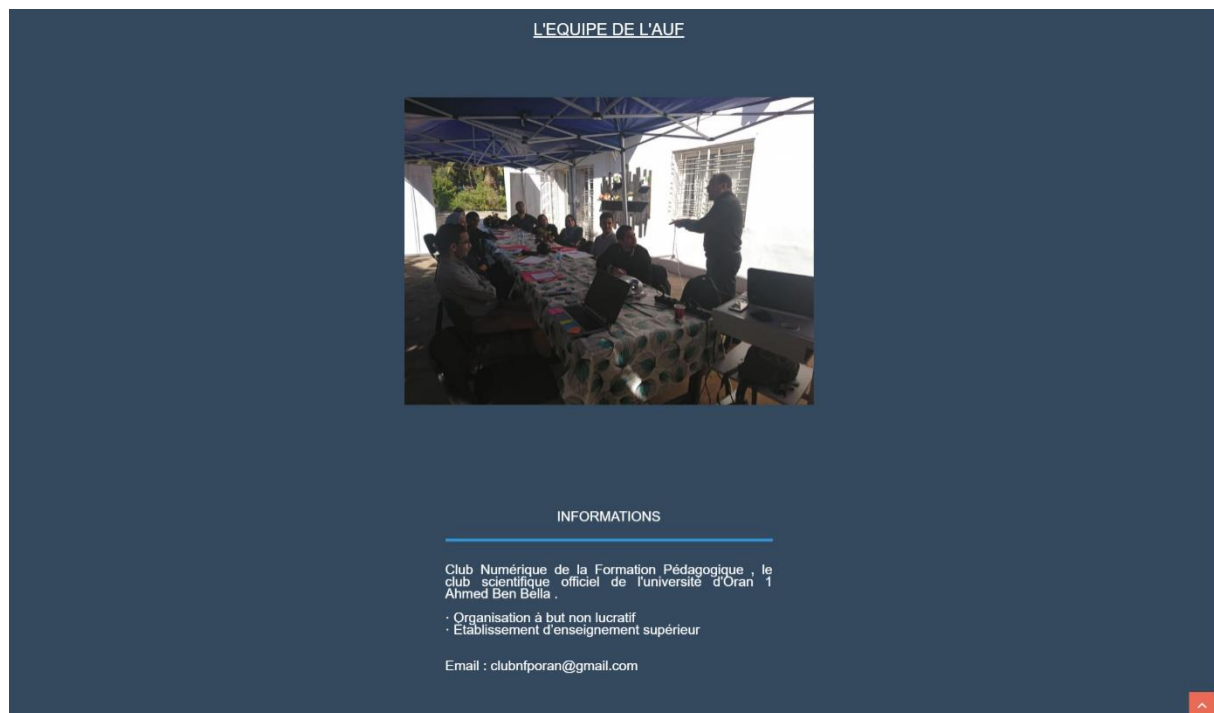 L'EQUIPE DE L'AUF
INFORMATIONS
Club Numérique de la Formation Pédagogique , le
club scientifique officiel de l'université d'Oran 1
Ahmed Ben Bella .
· Organisation à but non lucratif
· Etablissement d'enseignement supérieur
Email : clubnfporan@gmail.com